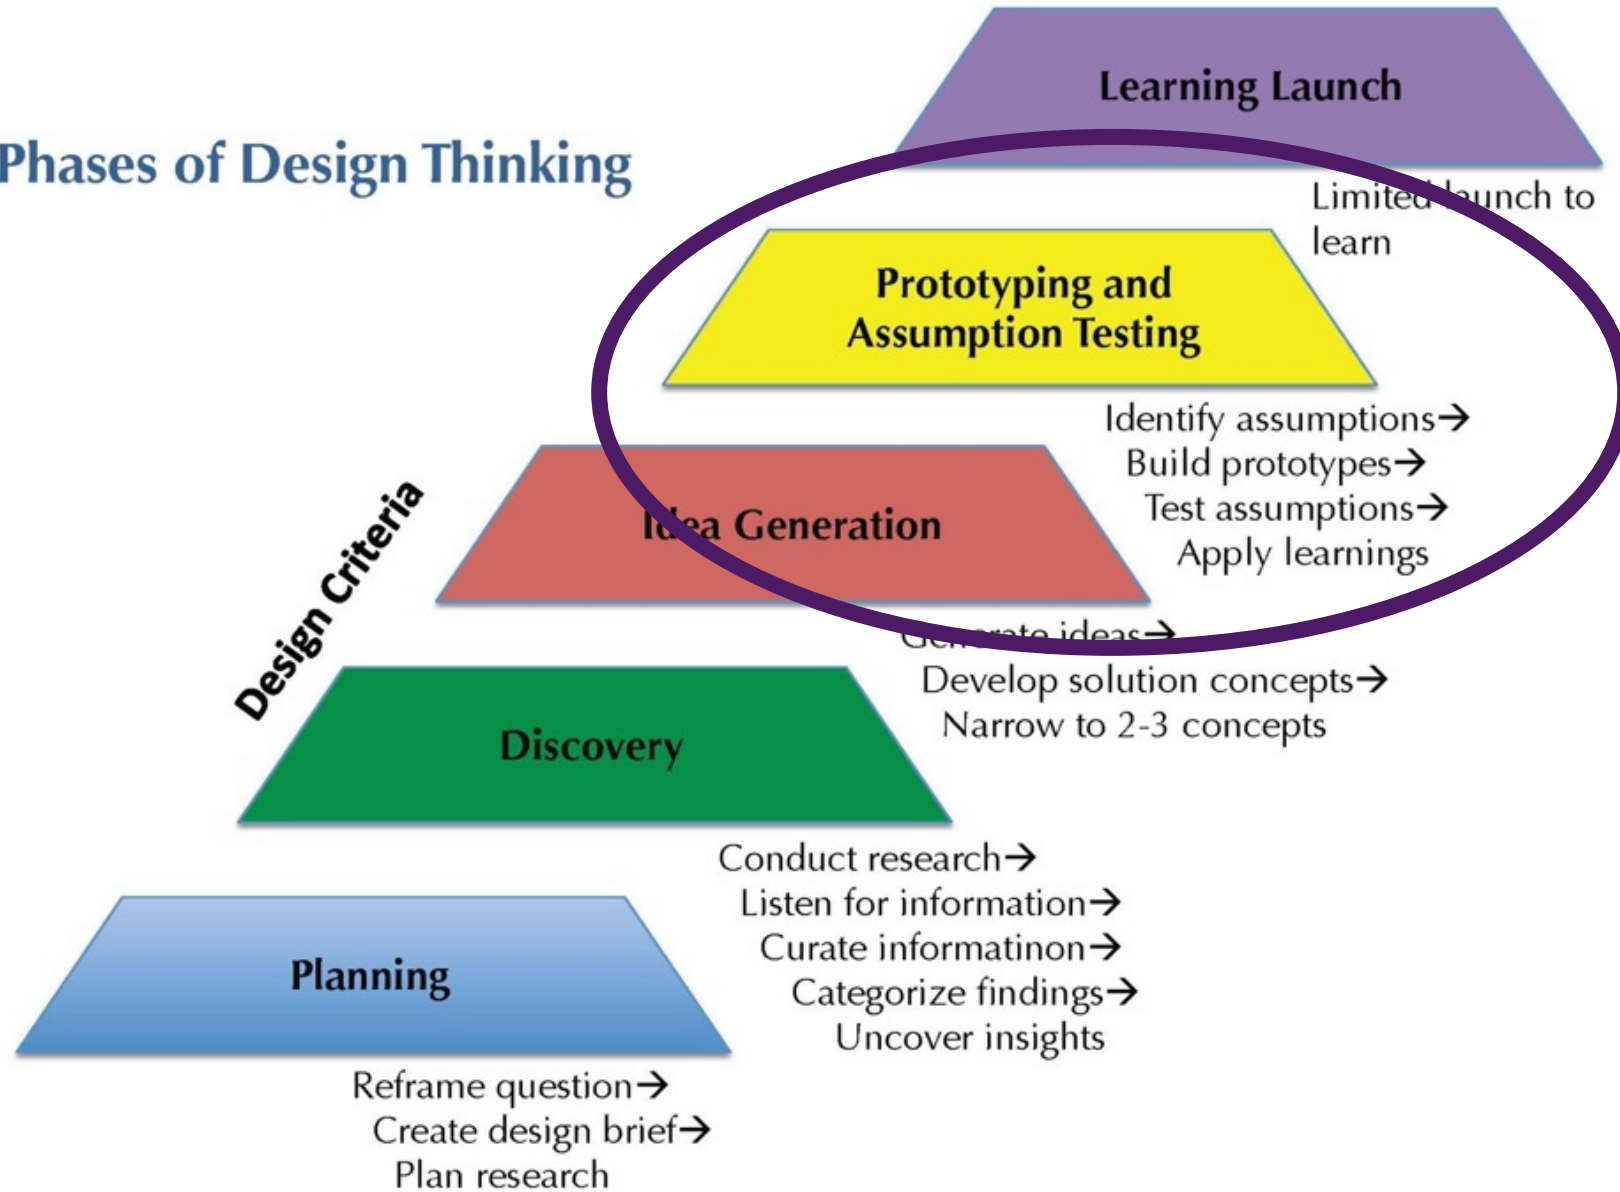 Learning Launch
Phases of Design Thinking
Limited launch to
learn
Prototyping and
Assumption Testing
Identify assumptions→
Build prototypes→
Test assumptions→
Apply learnings
Idea Generation
Design Criteria
Generate ideas→
Develop solution concepts→
Narrow to 2-3 concepts
Discovery
Conduct research→
Listen for information→
Curate informatinon→
Categorize findings→
Uncover insights
Planning
Reframe question→
Create design brief→
Plan research